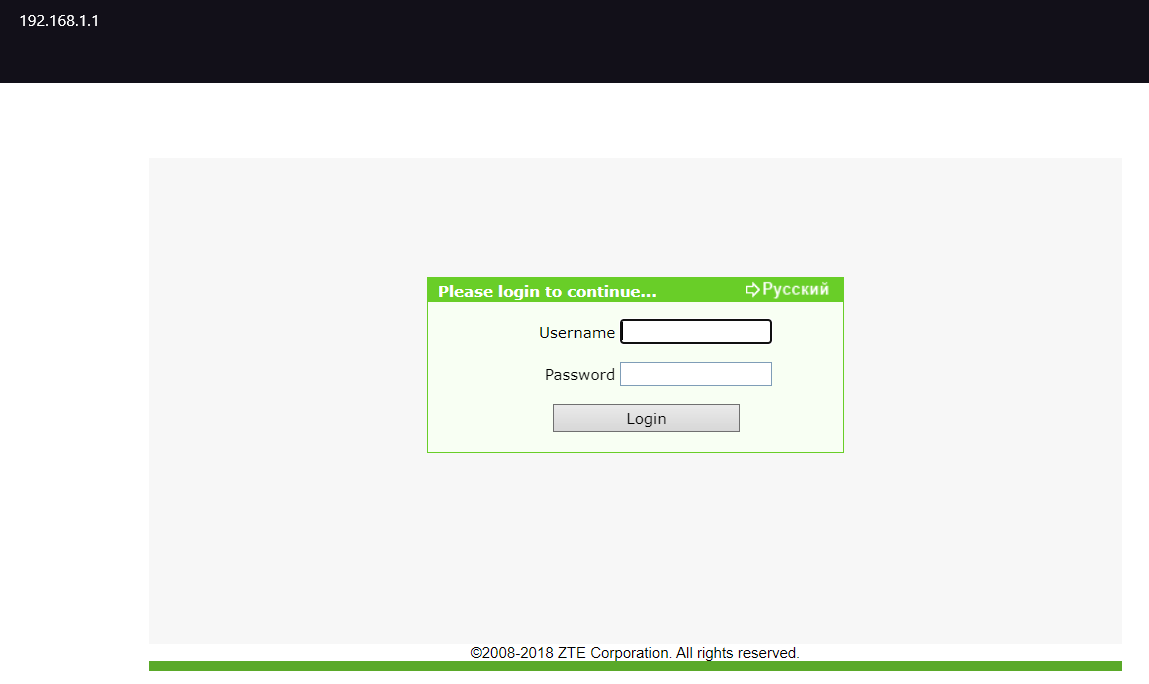 192.168.1.1
Please login to continue... ⇨Русский
Username
Password
Login
©2008-2018 ZTE Corporation. All rights reserved.